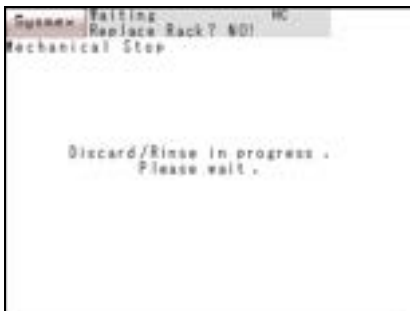 Sysmex Waiting HC
Replace Rack? NO!
Mechanical Stop
Discard/Rinse in progress .
Please wait .